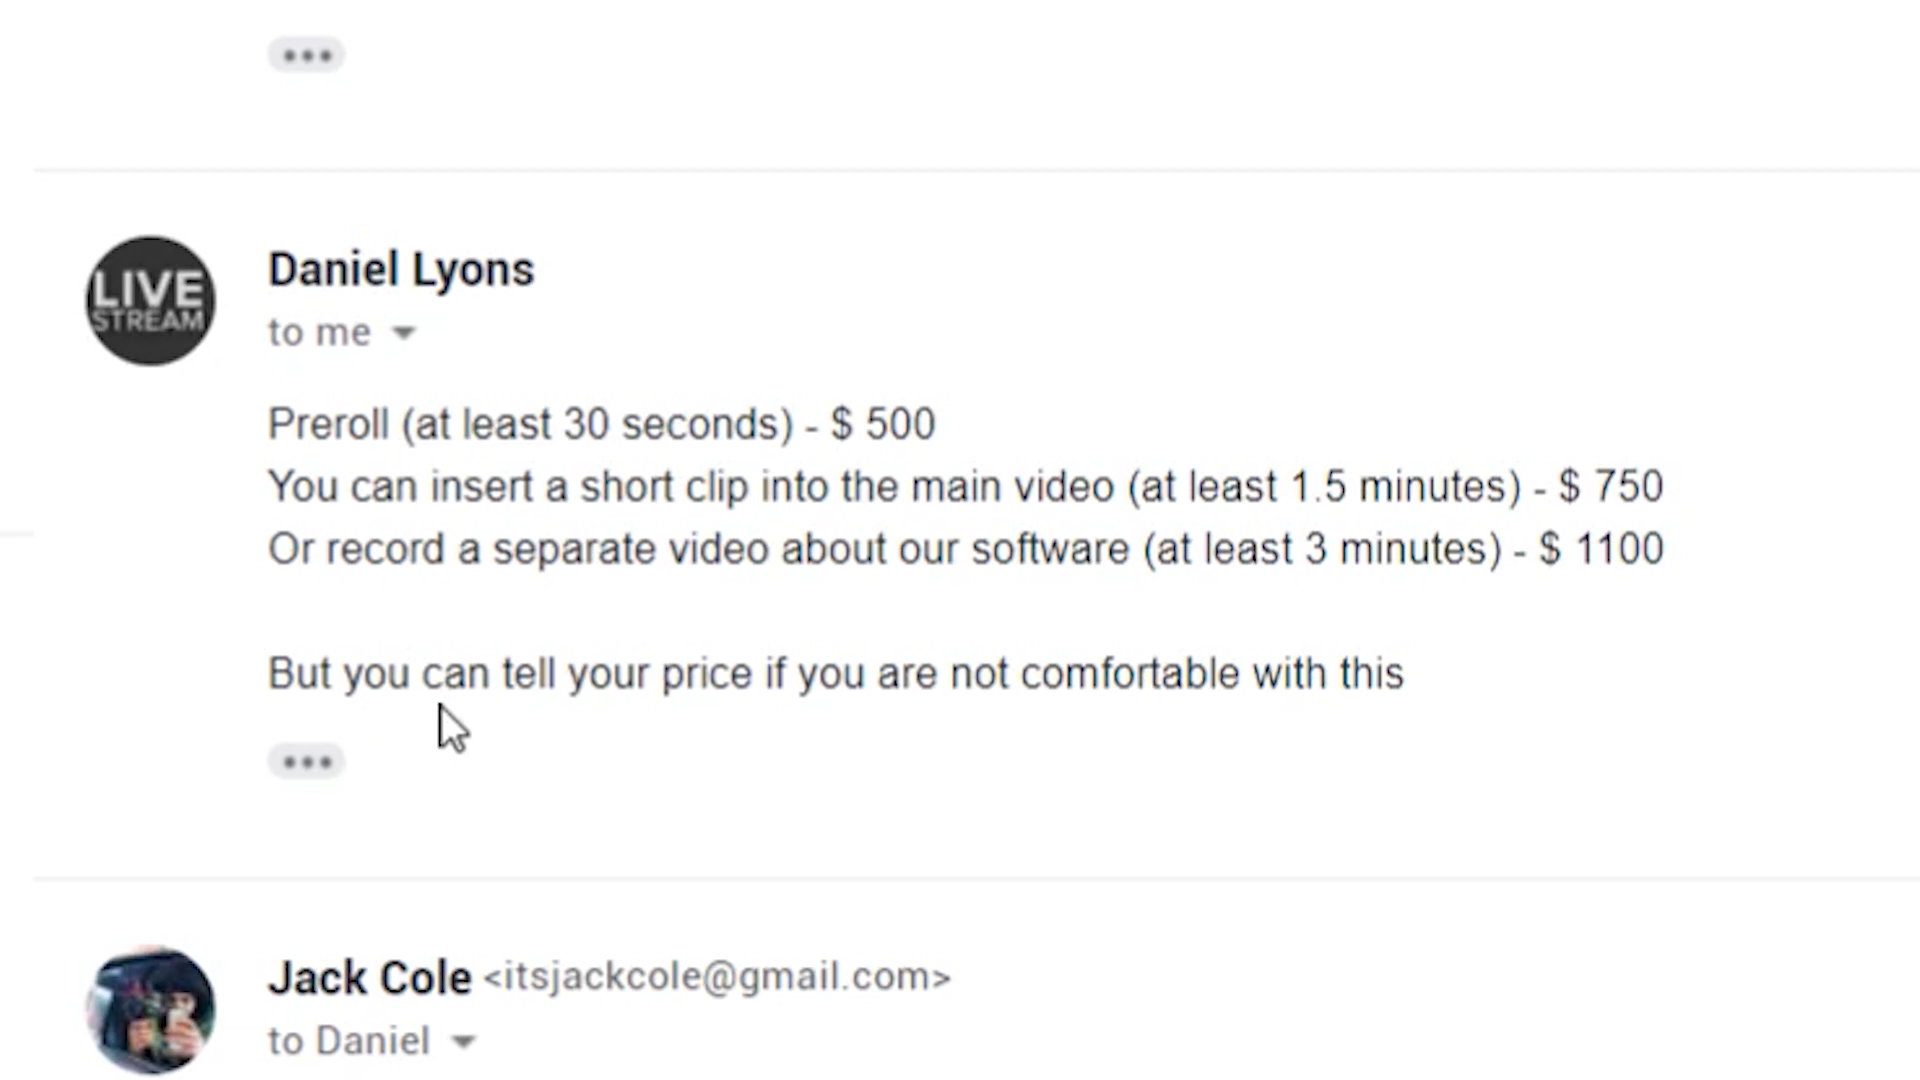 LIVE
STREAM
Daniel Lyons
to me
Preroll (at least 30 seconds) - $ 500
You can insert a short clip into the main video (at least 1.5 minutes) - $ 750
Or record a separate video about our software (at least 3 minutes) - $ 1100
But you can tell your price if you are not comfortable with this
Jack Cole <itsjackcole@gmail.com>
to Daniel